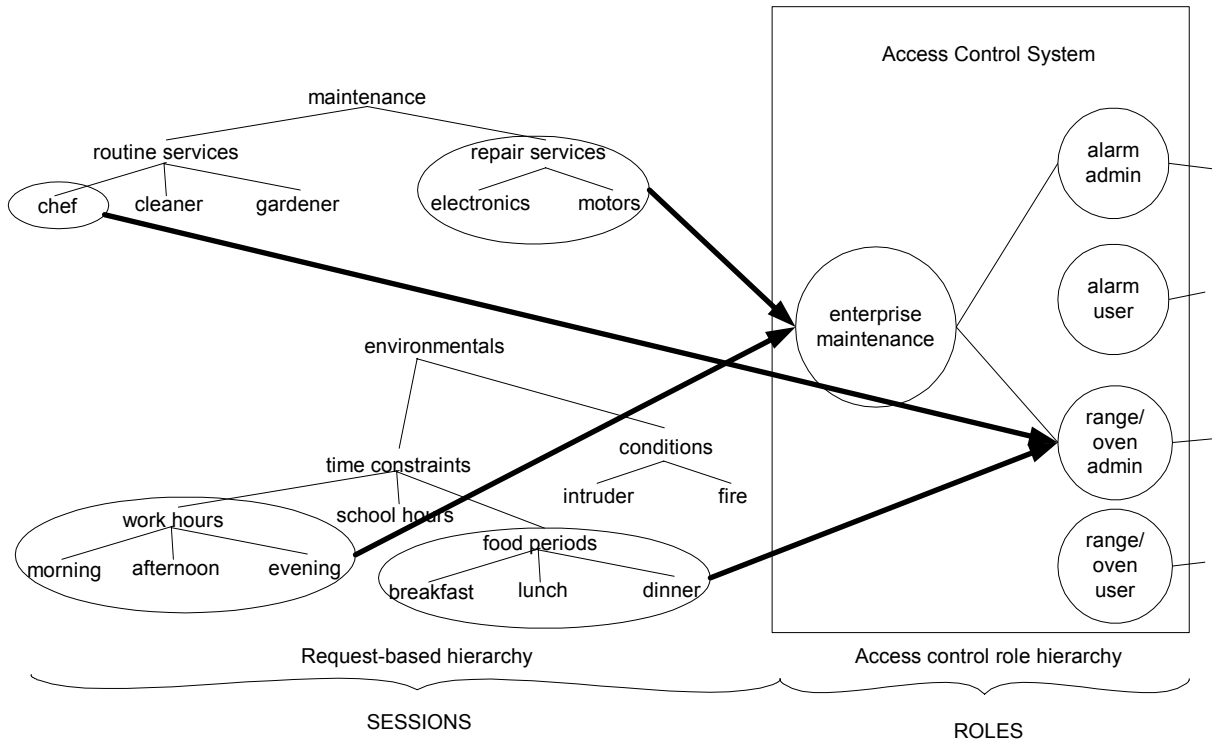 Access Control System
maintenance
routine services
repair services
chef
cleaner
gardener
electronics
motors
alarm
admin
alarm
user
enterprise
maintenance
environmentals
time constraints
conditions
intruder
fire
work hours
school hours
food periods
morning
afternoon
evening
breakfast
lunch
dinner
range/
oven
admin
range/
oven
user
Request-based hierarchy
Access control role hierarchy
SESSIONS
ROLES